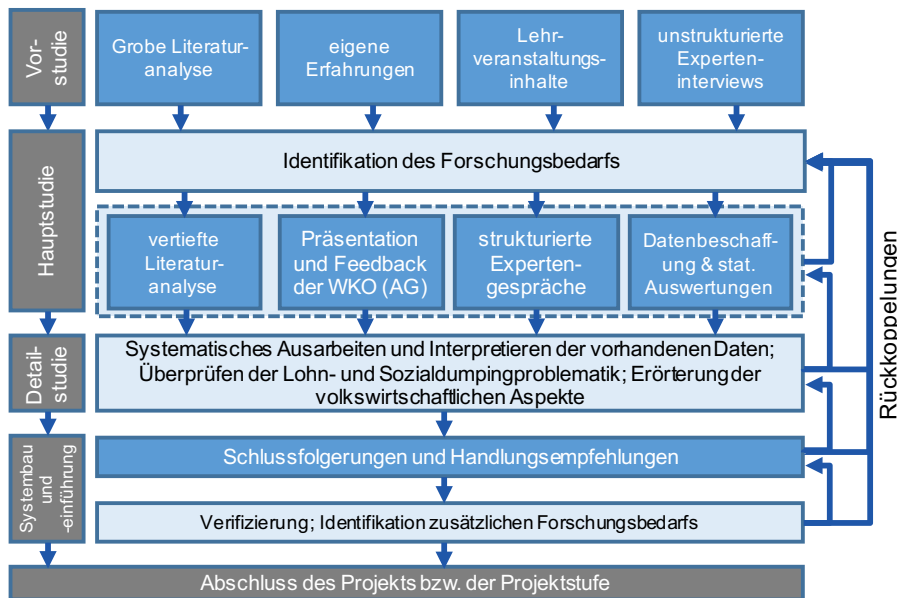 Vor-
studie
Grobe Literatur-
analyse
eigene
Erfahrungen
Lehr-
veranstaltungs-
inhalte
unstrukturierte
Experten-
interviews
Hauptstudie
Identifikation des Forschungsbedarfs
vertiefte
Literatur-
analyse
Präsentation
und Feedback
der WKO (AG)
strukturierte
Experten-
gespräche
Datenbeschaff-
ung & stat.
Auswertungen
Rückkoppelungen
Detail-
studie
Systematisches Ausarbeiten und Interpretieren der vorhandenen Daten;
Überprüfen der Lohn- und Sozialdumpingproblematik; Erörterung der
volkswirtschaftlichen Aspekte
Systembau
und
-einführung
Schlussfolgerungen und Handlungsempfehlungen
Verifizierung; Identifikation zusätzlichen Forschungsbedarfs
Abschluss des Projekts bzw. der Projektstufe